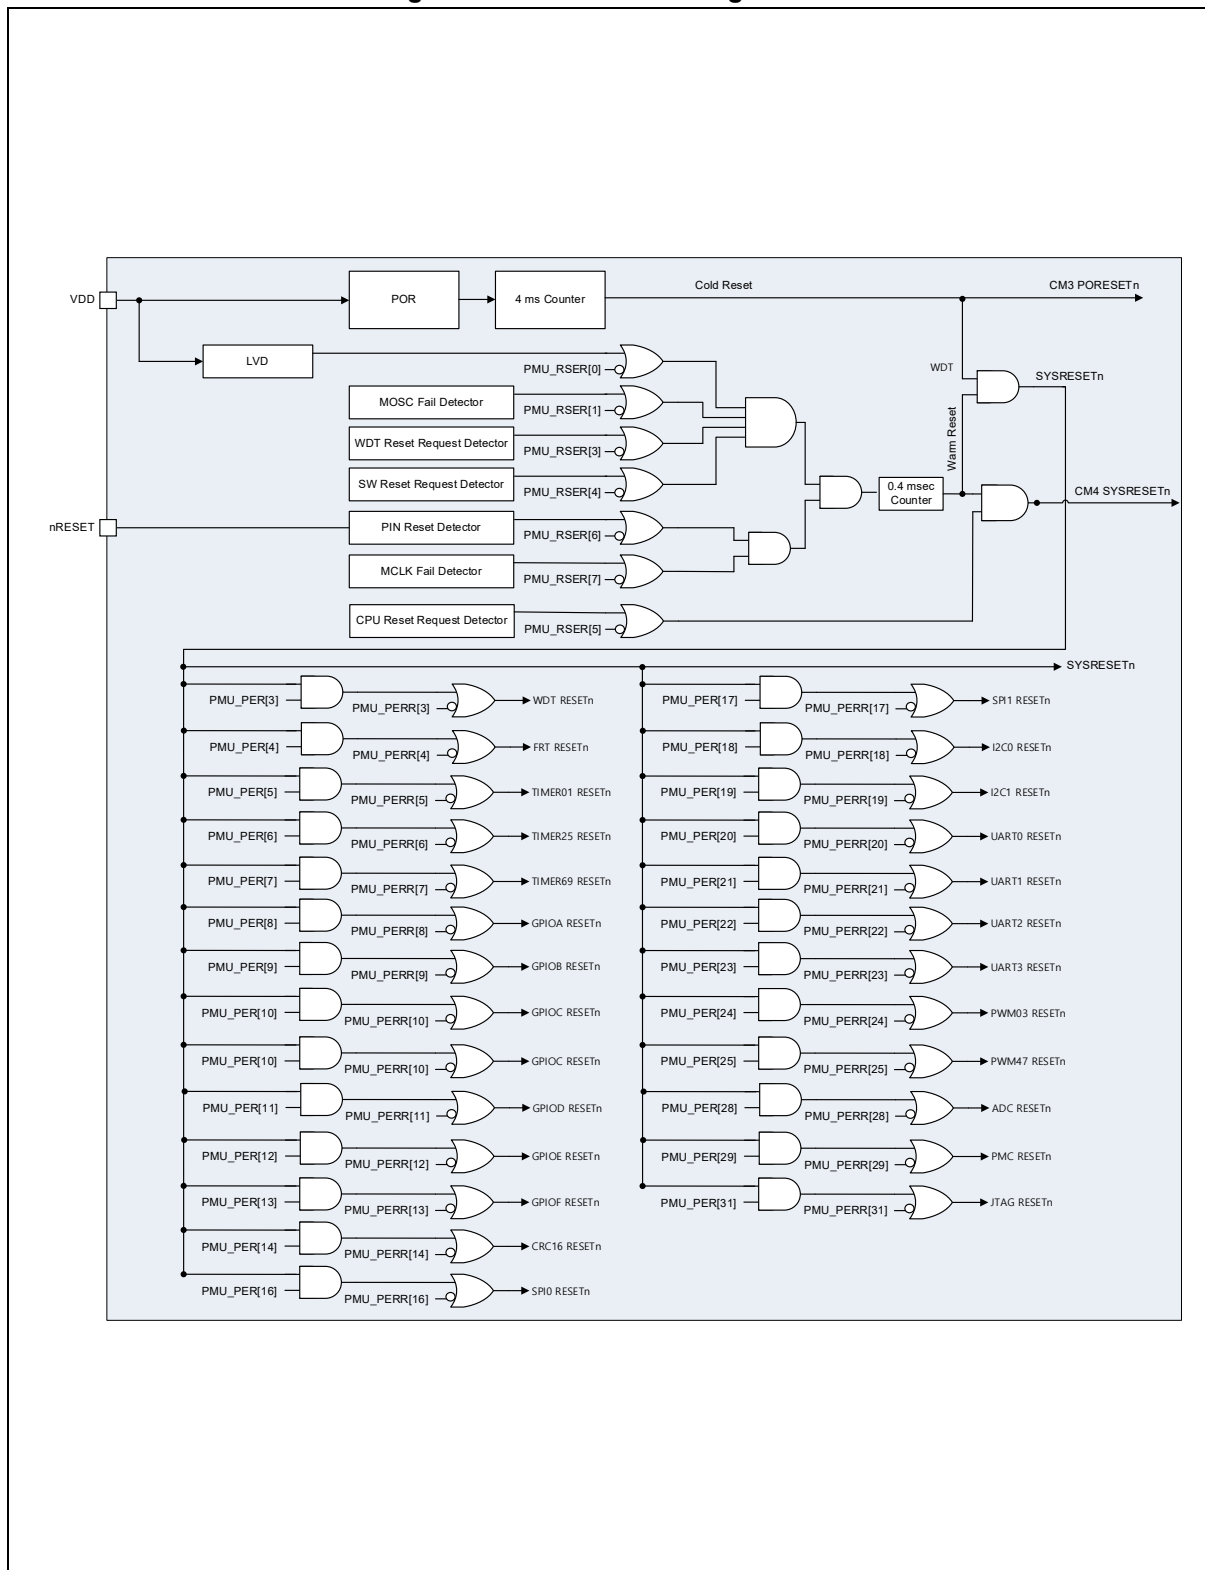 VDD
POR
4 ms Counter
Cold Reset
CM3 PORESETn
LVD
PMU_RSER[0]
WDT
SYSRESETn
MOSC Fail Detector
PMU_RSER[1]
WDT Reset Request Detector
PMU_RSER[3]
Warm Reset
SW Reset Request Detector
PMU_RSER[4]
0.4 msec
Counter
CM4 SYSRESETn
nRESET
PIN Reset Detector
PMU_RSER[6]
MCLK Fail Detector
PMU_RSER[7]
CPU Reset Request Detector
PMU_RSER[5]
SYSRESETn
PMU_PER[3]
PMU_PERR[3]
WDT RESETn
PMU_PER[4]
PMU_PERR[4]
FRT RESETn
PMU_PER[5]
PMU_PERR[5]
TIMER01 RESETn
PMU_PER[6]
PMU_PERR[6]
TIMER25 RESETn
PMU_PER[7]
PMU_PERR[7]
TIMER69 RESETn
PMU_PER[8]
PMU_PERR[8]
GPIOA RESETn
PMU_PER[9]
PMU_PERR[9]
GPIOB RESETn
PMU_PER[10]
PMU_PERR[10]
GPIOC RESETn
PMU_PER[10]
PMU_PERR[10]
GPIOC RESETn
PMU_PER[11]
PMU_PERR[11]
GPIOD RESETn
PMU_PER[12]
PMU_PERR[12]
GPIOE RESETn
PMU_PER[13]
PMU_PERR[13]
GPIOF RESETn
PMU_PER[14]
PMU_PERR[14]
CRC16 RESETn
PMU_PER[16]
PMU_PERR[16]
SPI0 RESETn
PMU_PER[17]
PMU_PERR[17]
SPI1 RESETn
PMU_PER[18]
PMU_PERR[18]
I2C0 RESETn
PMU_PER[19]
PMU_PERR[19]
I2C1 RESETn
PMU_PER[20]
PMU_PERR[20]
UART0 RESETn
PMU_PER[21]
PMU_PERR[21]
UART1 RESETn
PMU_PER[22]
PMU_PERR[22]
UART2 RESETn
PMU_PER[23]
PMU_PERR[23]
UART3 RESETn
PMU_PER[24]
PMU_PERR[24]
PWM03 RESETn
PMU_PER[25]
PMU_PERR[25]
PWM47 RESETn
PMU_PER[28]
PMU_PERR[28]
ADC RESETn
PMU_PER[29]
PMU_PERR[29]
PMC RESETn
PMU_PER[31]
PMU_PERR[31]
JTAG RESETn